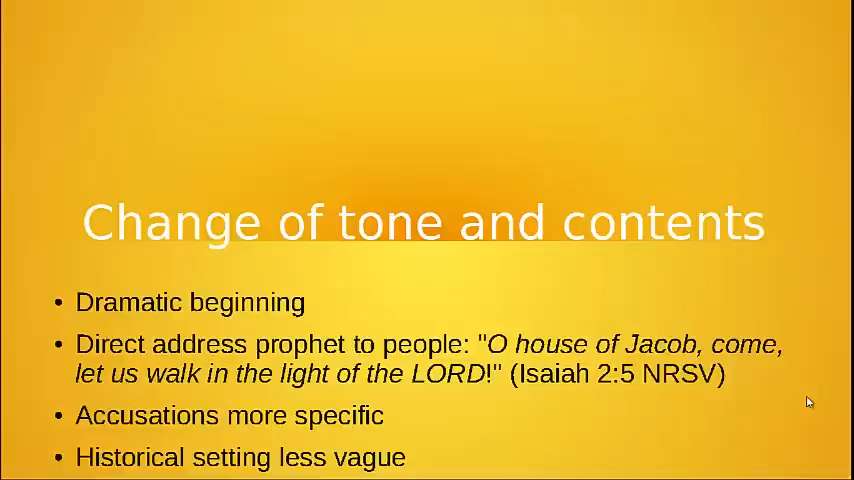 Change of tone and contents
• Dramatic beginning
• Direct address prophet to people: "O house of Jacob, come,
let us walk in the light of the LORD!" (Isaiah 2:5 NRSV)
• Accusations more specific
• Historical setting less vague